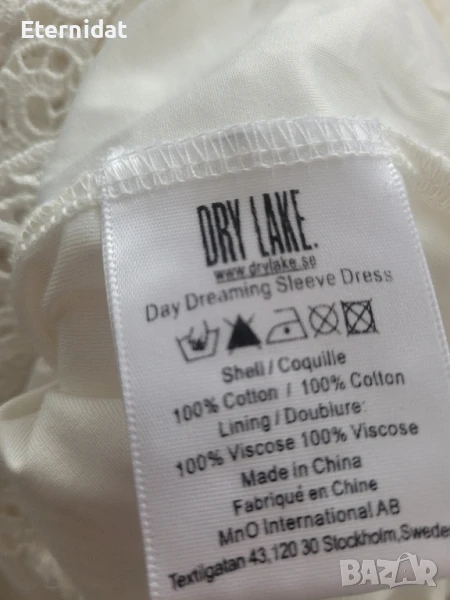 Eternidat
DRY LAKE.
www.drylake.se
Day Dreaming Sleeve Dress
Shell / Coquille
100% Cotton / 100% Cotton
Lining / Doublure:
100% Viscose 100% Viscose
Made in China
Fabriqué en Chine
MnO International AB
Textilgatan 43,120 30 Stockholm,Sweden
BAZAR